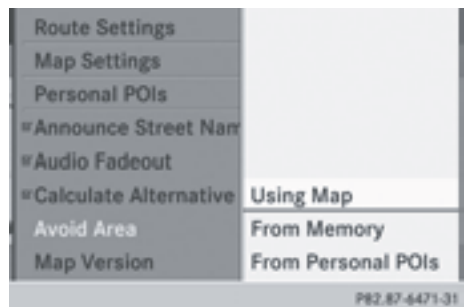 Route Settings
Map Settings
Personal POIs
Announce Street Nam
Audio Fadeout
Calculate Alternative
Avoid Area
Map Version
Using Map
From Memory
From Personal POIs
P82.87-6471-31